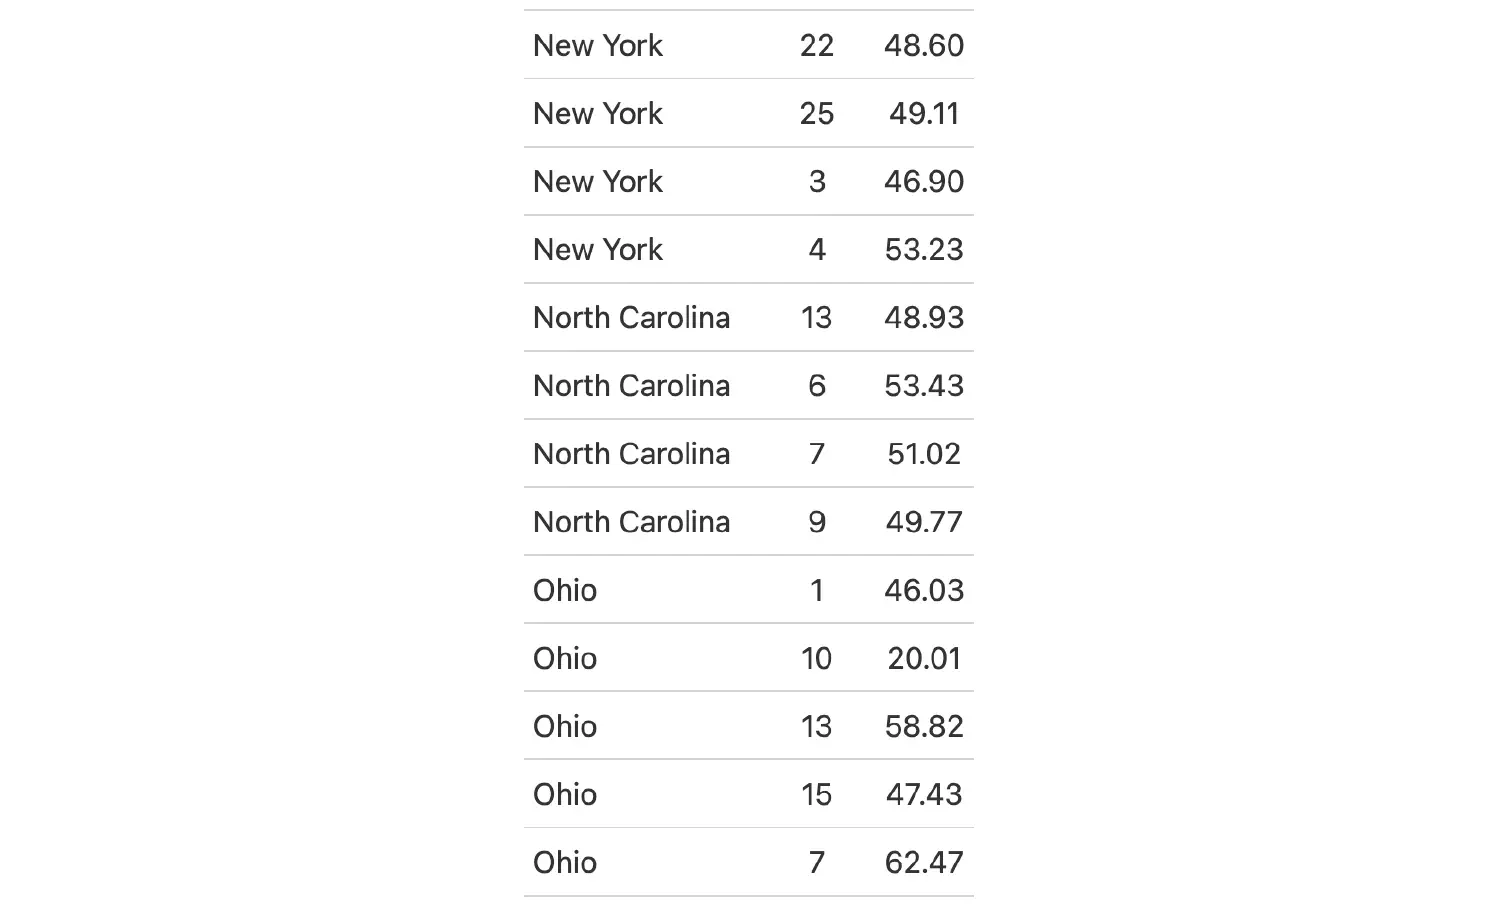 New York 22 48.60
New York 25 49.11
New York 3 46.90
New York 4 53.23
North Carolina 13 48.93
North Carolina 6 53.43
North Carolina 7 51.02
North Carolina 9 49.77
Ohio 1 46.03
Ohio 10 20.01
Ohio 13 58.82
Ohio 15 47.43
Ohio 7 62.47